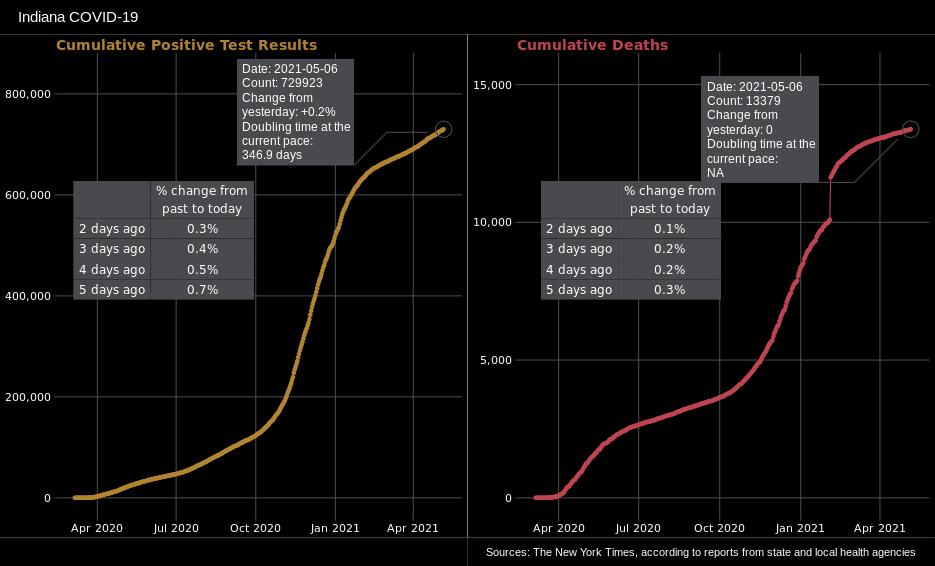 Indiana COVID-19
Cumulative Positive Test Results
800,000
600,000
400,000
200,000
0
Date: 2021-05-06
Count: 729923
Change from
yesterday: +0.2%
Doubling time at the
current pace:
346.9 days
% change from
past to today
2 days ago 0.3%
3 days ago 0.4%
4 days ago 0.5%
5 days ago 0.7%
Apr 2020 Jul 2020 Oct 2020 Jan 2021 Apr 2021
Cumulative Deaths
15,000
10,000
5,000
0
Date: 2021-05-06
Count: 13379
Change from
yesterday: 0
Doubling time at the
current pace:
NA
% change from
past to today
2 days ago 0.1%
3 days ago 0.2%
4 days ago 0.2%
5 days ago 0.3%
Apr 2020 Jul 2020 Oct 2020 Jan 2021 Apr 2021
Sources: The New York Times, according to reports from state and local health agencies